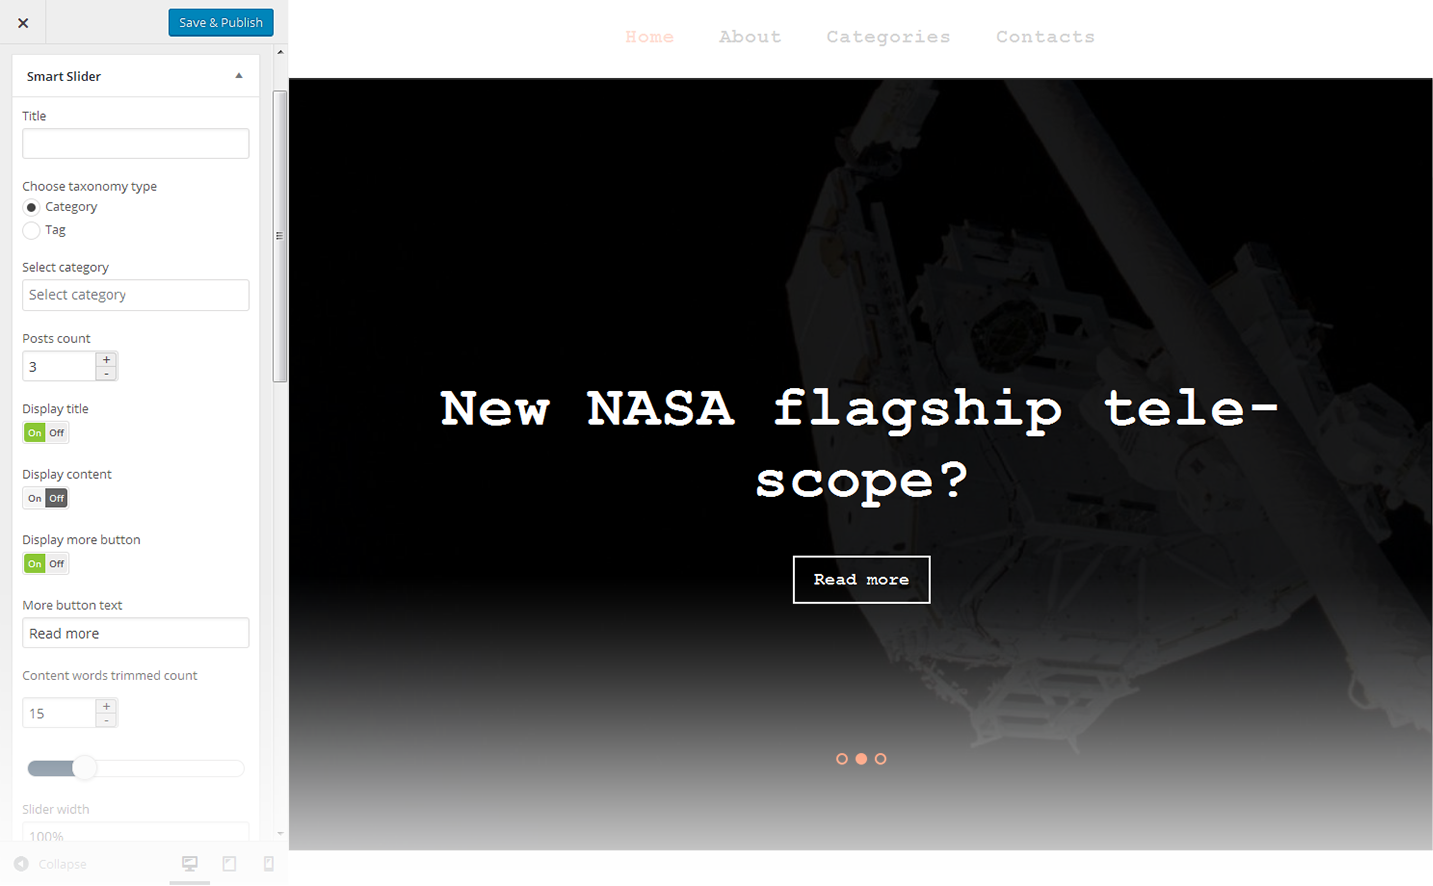 Save & Publish
Smart Slider
Title
Choose taxonomy type
Category
Tag
Select category
Select category
Posts count
3
+
-
Display title
On Off
Display content
On Off
Display more button
On Off
More button text
Read more
Content words trimmed count
15
+
-
Slider width
100%
Collapse
Home About Categories Contacts
New NASA flagship tele-
scope?
Read more